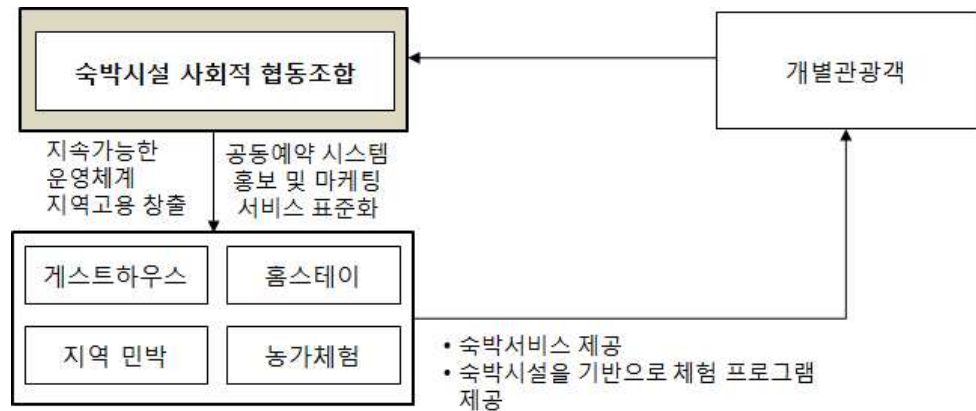 숙박시설 사회적 협동조합
개별관광객
지속가능한
운영체계
지역고용 창출
공동예약 시스템
홍보 및 마케팅
서비스 표준화
게스트하우스
홈스테이
지역 민박
농가체험
• 숙박서비스 제공
• 숙박시설을 기반으로 체험 프로그램
제공